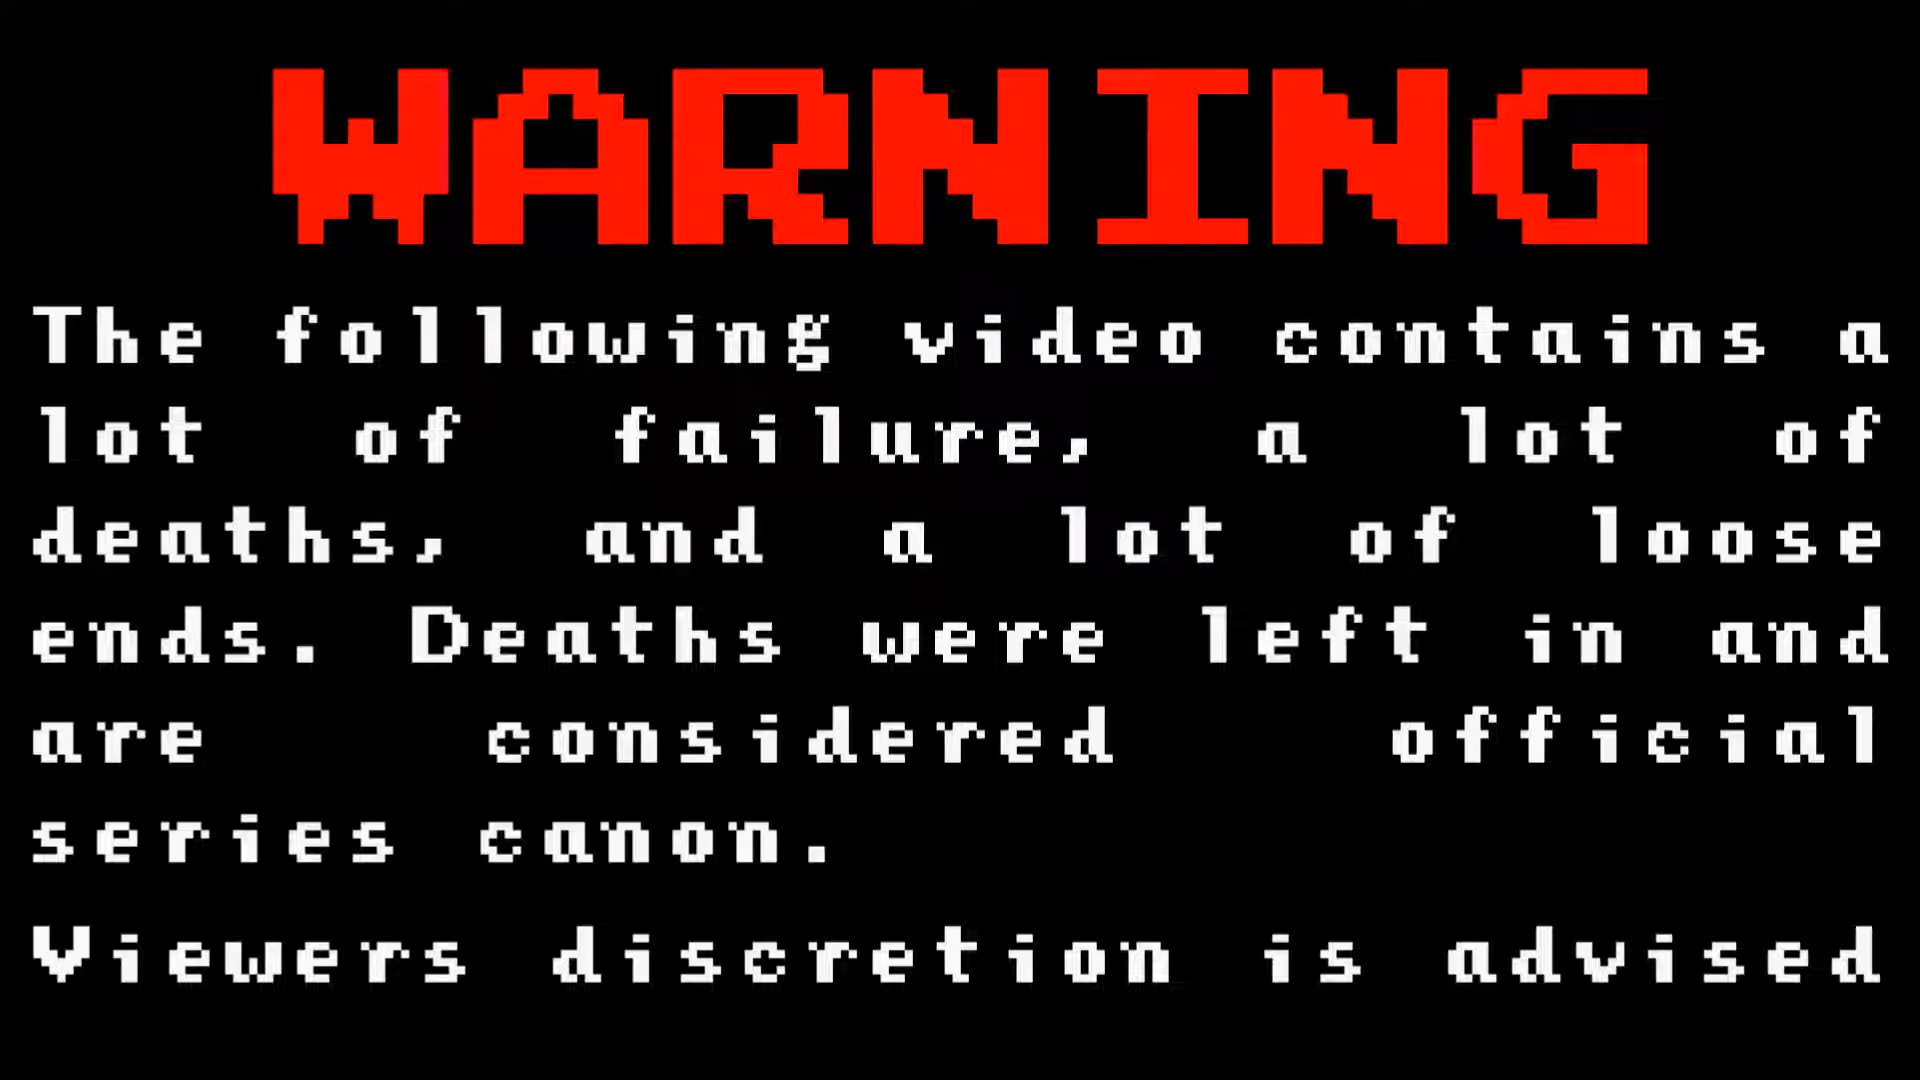 WARNING
The following video contains a
lot of failure, a lot of
deaths, and a lot of loose
ends. Deaths were left in and
are considered official
series canon.
Viewers discretion is advised